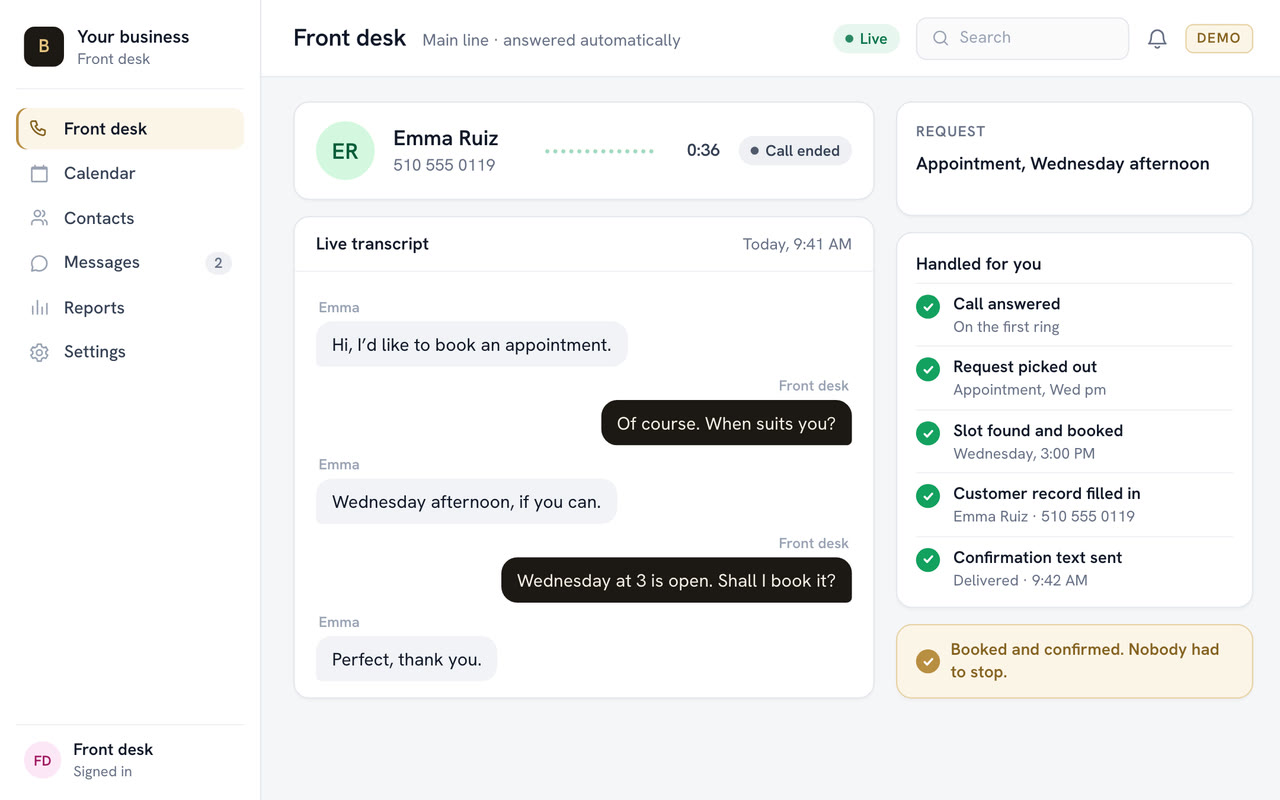 B
Your business
Front desk
Front desk
Calendar
Contacts
Messages
2
Reports
Settings
FD
Front desk
Signed in
Front desk
Main line · answered automatically
Live
Search
DEMO
ER
Emma Ruiz
510 555 0119
0:36
Call ended
Live transcript
Today, 9:41 AM
Emma
Hi, I’d like to book an appointment.
Front desk
Of course. When suits you?
Emma
Wednesday afternoon, if you can.
Front desk
Wednesday at 3 is open. Shall I book it?
Emma
Perfect, thank you.
REQUEST
Appointment, Wednesday afternoon
Handled for you
Call answered
On the first ring
Request picked out
Appointment, Wed pm
Slot found and booked
Wednesday, 3:00 PM
Customer record filled in
Emma Ruiz · 510 555 0119
Confirmation text sent
Delivered · 9:42 AM
Booked and confirmed. Nobody had
to stop.